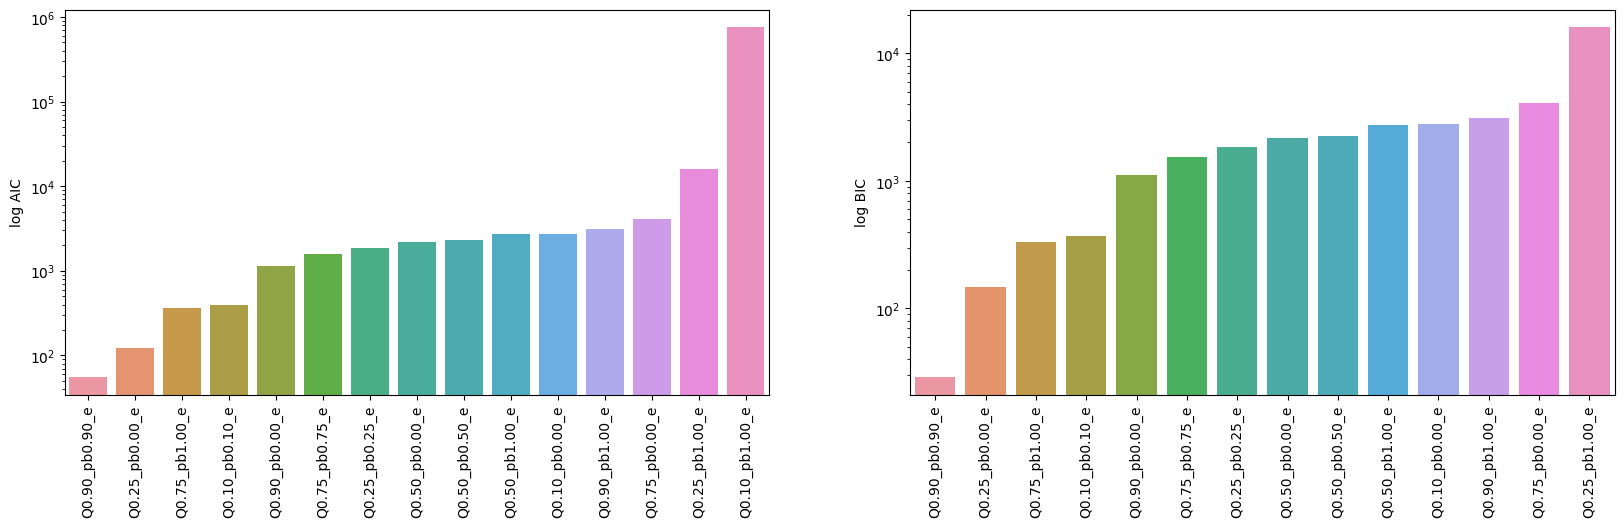 log AIC
10⁶
10⁵
10⁴
10³
10²
Q0.90_pb0.90_e
Q0.25_pb0.00_e
Q0.75_pb1.00_e
Q0.10_pb0.10_e
Q0.90_pb0.00_e
Q0.75_pb0.75_e
Q0.25_pb0.25_e
Q0.50_pb0.00_e
Q0.50_pb0.50_e
Q0.50_pb1.00_e
Q0.10_pb0.00_e
Q0.90_pb1.00_e
Q0.75_pb0.00_e
Q0.25_pb1.00_e
Q0.10_pb1.00_e
log BIC
10⁴
10³
10²
Q0.90_pb0.90_e
Q0.25_pb0.00_e
Q0.75_pb1.00_e
Q0.10_pb0.10_e
Q0.90_pb0.00_e
Q0.75_pb0.75_e
Q0.25_pb0.25_e
Q0.50_pb0.00_e
Q0.50_pb0.50_e
Q0.50_pb1.00_e
Q0.10_pb0.00_e
Q0.90_pb1.00_e
Q0.75_pb0.00_e
Q0.25_pb1.00_e